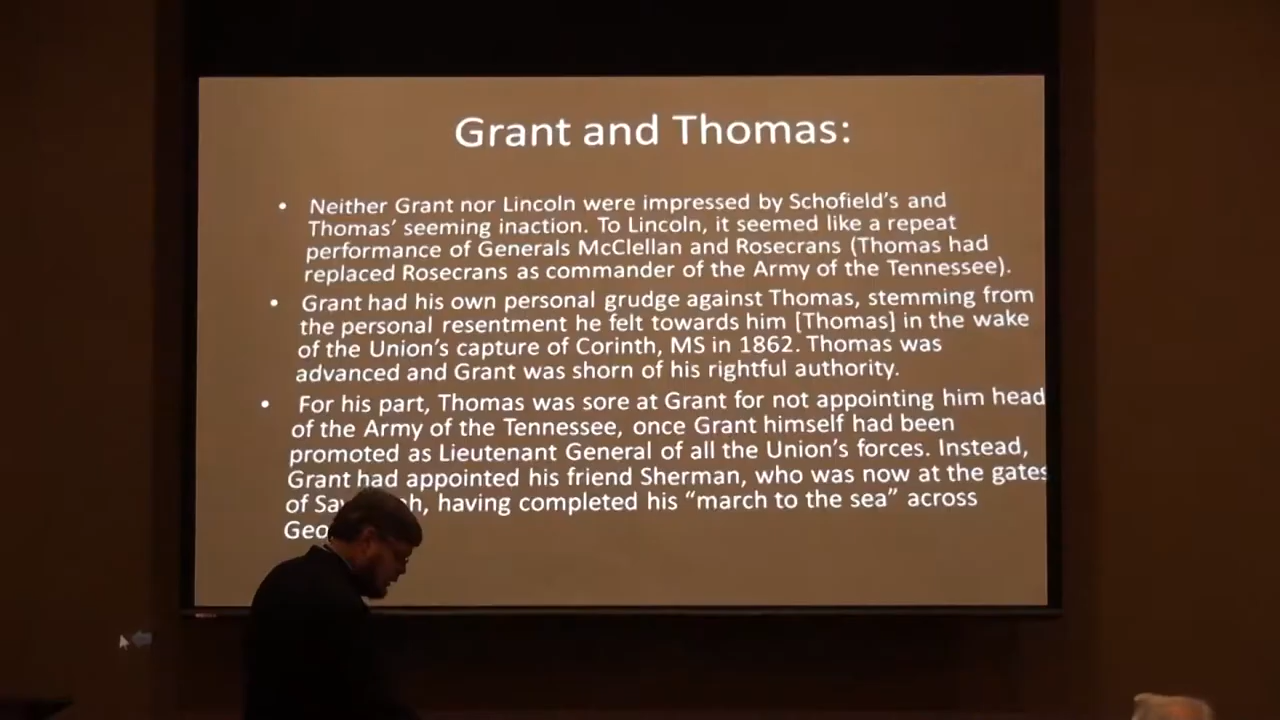 Grant and Thomas:
• Neither Grant nor Lincoln were impressed by Schofield's and
Thomas' seeming inaction. To Lincoln, it seemed like a repeat
performance of Generals McClellan and Rosecrans (Thomas had
replaced Rosecrans as commander of the Army of the Tennessee).
• Grant had his own personal grudge against Thomas, stemming from
the personal resentment he felt towards him [Thomas] in the wake
of the Union's capture of Corinth, MS in 1862. Thomas was
advanced and Grant was shorn of his rightful authority.
• For his part, Thomas was sore at Grant for not appointing him head
of the Army of the Tennessee, once Grant himself had been
promoted as Lieutenant General of all the Union's forces. Instead,
Grant had appointed his friend Sherman, who was now at the gates
of having completed his “march to the sea” across